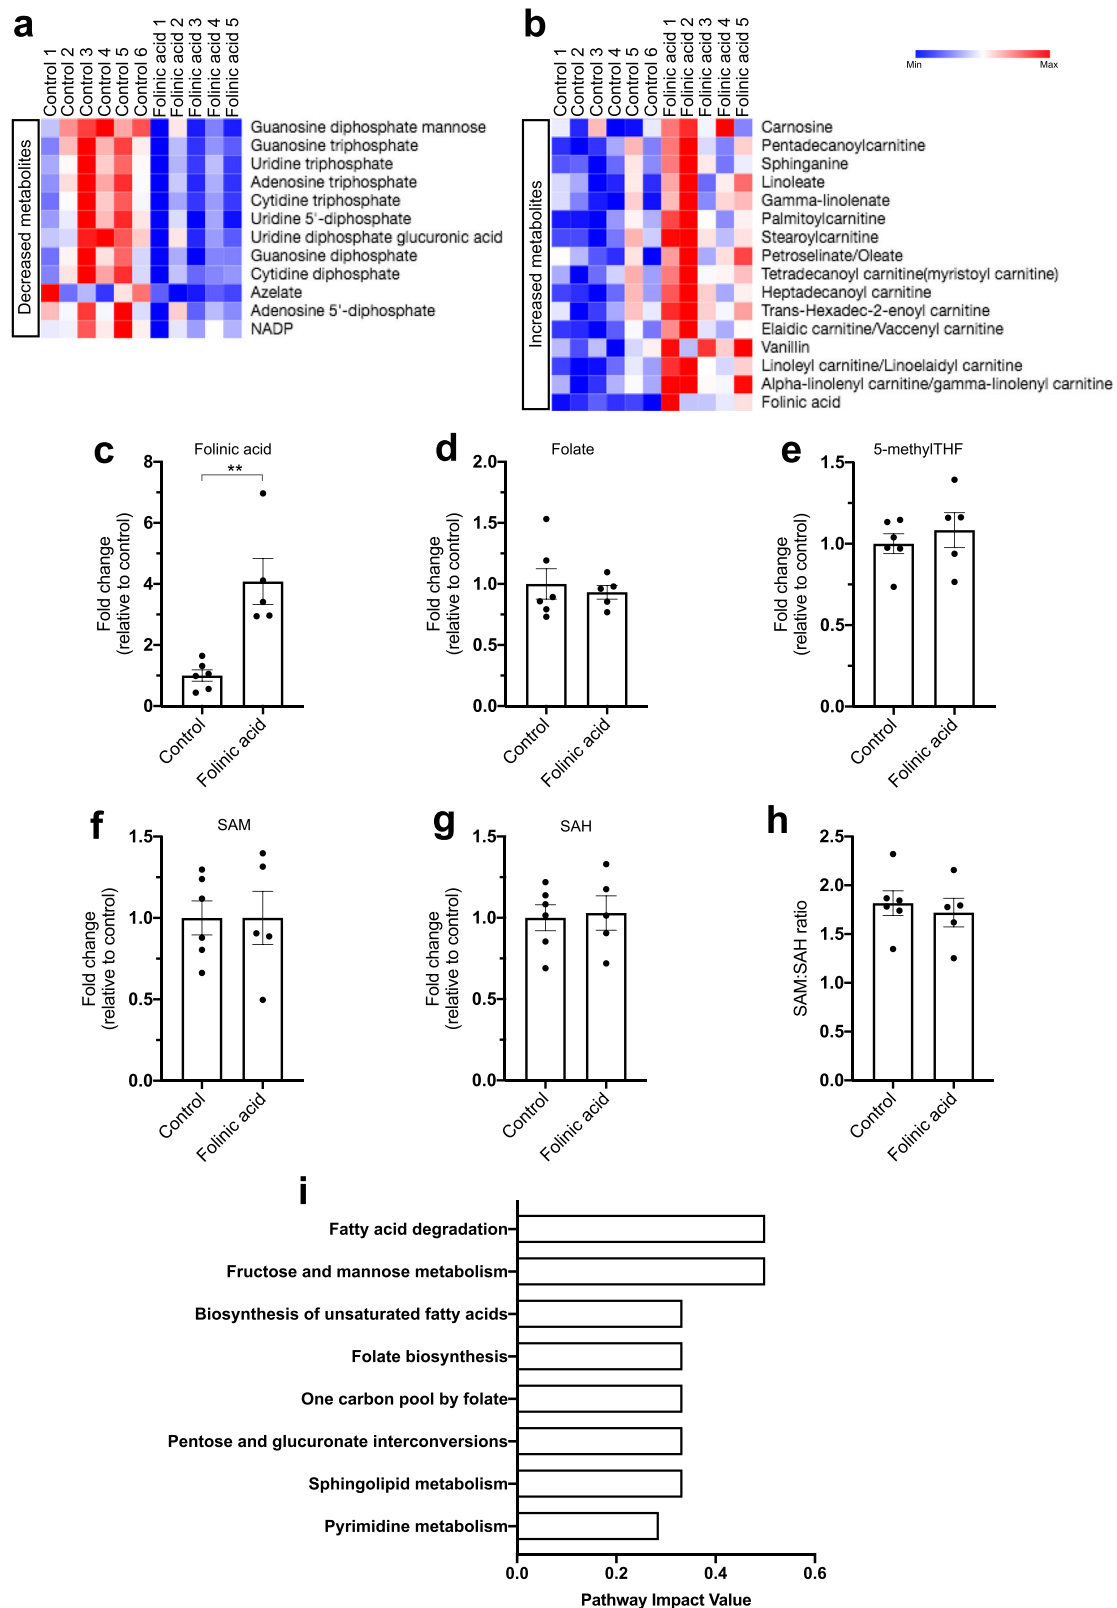 a
Control 1
Control 2
Control 3
Control 4
Control 5
Control 6
Folinic acid 1
Folinic acid 2
Folinic acid 3
Folinic acid 4
Folinic acid 5
Decreased metabolites
Guanosine diphosphate mannose
Guanosine triphosphate
Uridine triphosphate
Adenosine triphosphate
Cytidine triphosphate
Uridine 5'-diphosphate
Uridine diphosphate glucuronic acid
Guanosine diphosphate
Cytidine diphosphate
Azelate
Adenosine 5'-diphosphate
NADP
b
Control 1
Control 2
Control 3
Control 4
Control 5
Control 6
Folinic acid 1
Folinic acid 2
Folinic acid 3
Folinic acid 4
Folinic acid 5
Min
Max
Increased metabolites
Carnosine
Pentadecanoylcarnitine
Sphinganine
Linoleate
Gamma-linolenate
Palmitoylcarnitine
Stearoylcarnitine
Petroselinate/Oleate
Tetradecanoyl carnitine(myristoyl carnitine)
Heptadecanoyl carnitine
Trans-Hexadec-2-enoyl carnitine
Elaidic carnitine/Vaccenyl carnitine
Vanillin
Linoleyl carnitine/Linoelaidyl carnitine
Alpha-linolenyl carnitine/gamma-linolenyl carnitine
Folinic acid
c
Folinic acid
**
Fold change
(relative to control)
8
6
4
2
0
Control
Folinic acid
d
Folate
Fold change
(relative to control)
2.0
1.5
1.0
0.5
0.0
Control
Folinic acid
e
5-methylTHF
Fold change
(relative to control)
1.5
1.0
0.5
0.0
Control
Folinic acid
f
SAM
Fold change
(relative to control)
1.5
1.0
0.5
0.0
Control
Folinic acid
g
SAH
Fold change
(relative to control)
1.5
1.0
0.5
0.0
Control
Folinic acid
h
SAM:SAH ratio
2.5
2.0
1.5
1.0
0.5
0.0
Control
Folinic acid
i
Fatty acid degradation
Fructose and mannose metabolism
Biosynthesis of unsaturated fatty acids
Folate biosynthesis
One carbon pool by folate
Pentose and glucuronate interconversions
Sphingolipid metabolism
Pyrimidine metabolism
0.0
0.2
0.4
0.6
Pathway Impact Value